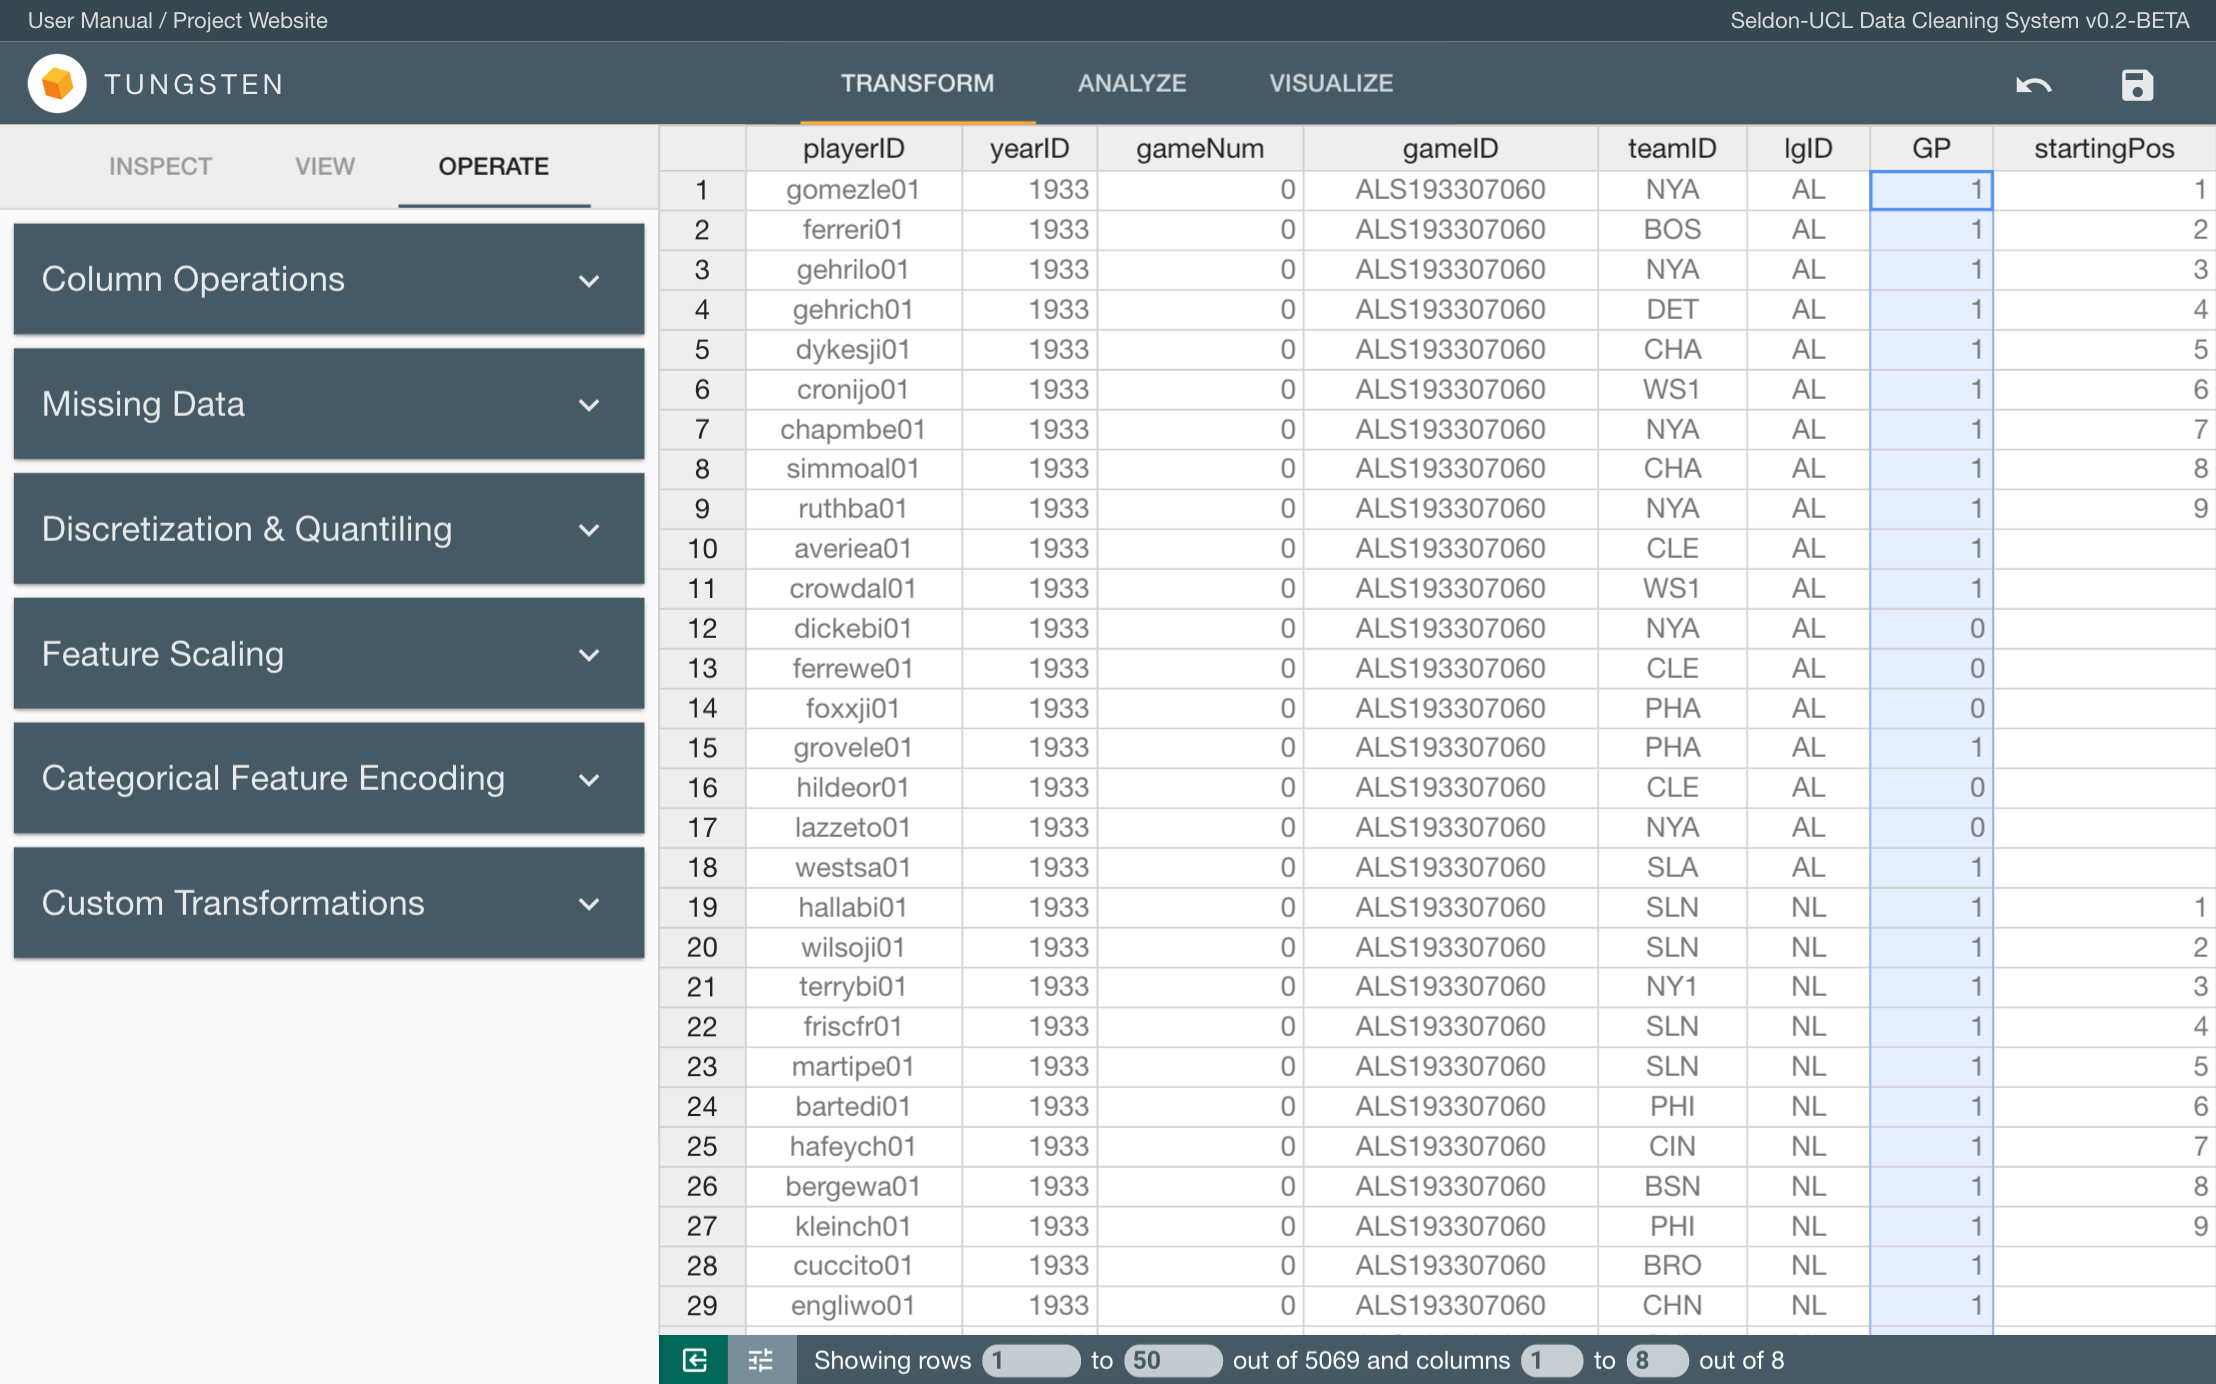 User Manual / Project Website
Seldon-UCL Data Cleaning System v0.2-BETA
TUNGSTEN
TRANSFORM ANALYZE VISUALIZE
INSPECT VIEW OPERATE
Column Operations
Missing Data
Discretization & Quantiling
Feature Scaling
Categorical Feature Encoding
Custom Transformations
playerID yearID gameNum gameID teamID lgID GP startingPos
1 gomezle01 1933 0 ALS193307060 NYA AL 1 1
2 ferreri01 1933 0 ALS193307060 BOS AL 1 2
3 gehrilo01 1933 0 ALS193307060 NYA AL 1 3
4 gehrich01 1933 0 ALS193307060 DET AL 1 4
5 dykesji01 1933 0 ALS193307060 CHA AL 1 5
6 cronijo01 1933 0 ALS193307060 WS1 AL 1 6
7 chapmbe01 1933 0 ALS193307060 NYA AL 1 7
8 simmoal01 1933 0 ALS193307060 CHA AL 1 8
9 ruthba01 1933 0 ALS193307060 NYA AL 1 9
10 averiea01 1933 0 ALS193307060 CLE AL 1
11 crowdal01 1933 0 ALS193307060 WS1 AL 1
12 dickebi01 1933 0 ALS193307060 NYA AL 0
13 ferrewe01 1933 0 ALS193307060 CLE AL 0
14 foxxji01 1933 0 ALS193307060 PHA AL 0
15 grovele01 1933 0 ALS193307060 PHA AL 1
16 hildeor01 1933 0 ALS193307060 CLE AL 0
17 lazzeto01 1933 0 ALS193307060 NYA AL 0
18 westsa01 1933 0 ALS193307060 SLA AL 1
19 hallabi01 1933 0 ALS193307060 SLN NL 1 1
20 wilsoji01 1933 0 ALS193307060 SLN NL 1 2
21 terrybi01 1933 0 ALS193307060 NY1 NL 1 3
22 friscfr01 1933 0 ALS193307060 SLN NL 1 4
23 martipe01 1933 0 ALS193307060 SLN NL 1 5
24 bartedi01 1933 0 ALS193307060 PHI NL 1 6
25 hafeych01 1933 0 ALS193307060 CIN NL 1 7
26 bergewa01 1933 0 ALS193307060 BSN NL 1 8
27 kleinch01 1933 0 ALS193307060 PHI NL 1 9
28 cuccito01 1933 0 ALS193307060 BRO NL 1
29 engliwo01 1933 0 ALS193307060 CHN NL 1
Showing rows 1 to 50 out of 5069 and columns 1 to 8 out of 8